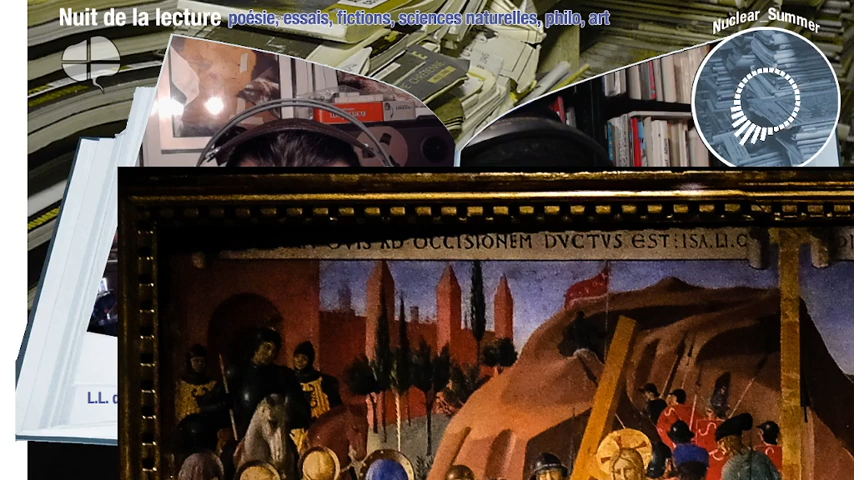 Nuit de la lecture poésie, essais, fictions, sciences naturelles, philo, art
Nuclear_Summer
OVIS AD OCCISIONEM DVCTVS EST: ISA. LI. C
L.L. d